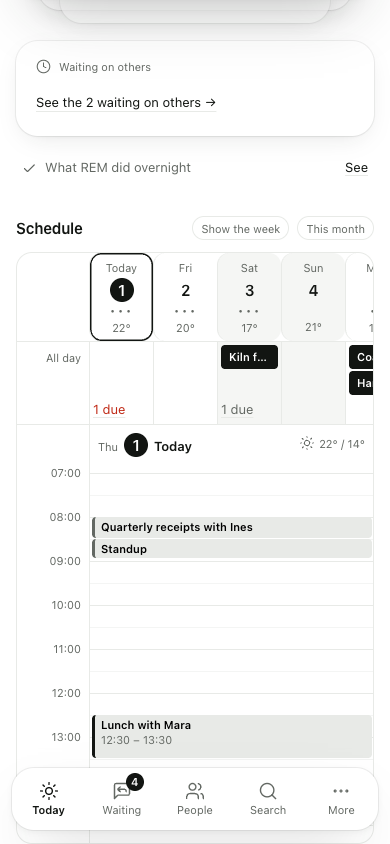 Waiting on others
See the 2 waiting on others →
What REM did overnight
See
Schedule
Show the week
This month
Today
Fri
Sat
Sun
1
2
3
4
22°
20°
17°
21°
All day
Kiln f...
1 due
1 due
Thu 1 Today
22° / 14°
07:00
08:00
Quarterly receipts with Ines
Standup
09:00
10:00
11:00
12:00
Lunch with Mara
12:30 – 13:30
13:00
4
Today
Waiting
People
Search
More